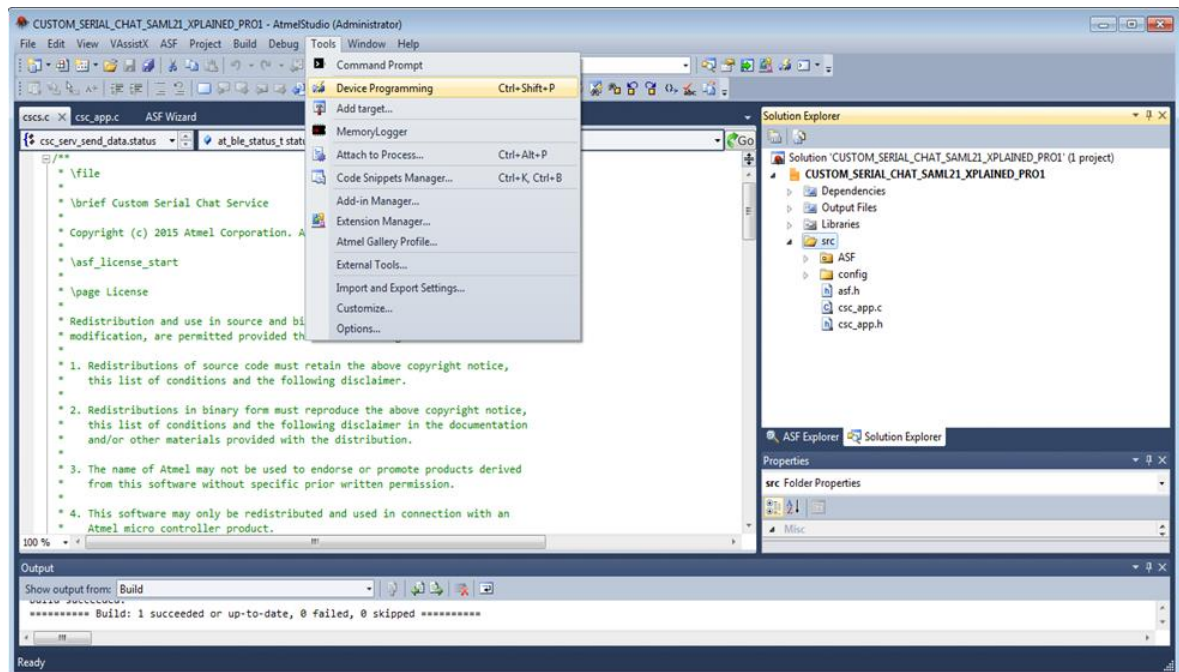 CUSTOM_SERIAL_CHAT_SAML21_XPLAINED_PRO1 - AtmelStudio (Administrator)
File Edit View VAssistX ASF Project Build Debug Tools Window Help
Command Prompt
Device Programming Ctrl+Shift+P
Add target...
MemoryLogger
Attach to Process... Ctrl+Alt+P
Code Snippets Manager... Ctrl+K, Ctrl+B
Add-in Manager...
Extension Manager...
Atmel Gallery Profile...
External Tools...
Import and Export Settings...
Customize...
Options...
cscs.c csc_app.c ASF Wizard
csc_serv_send_data.status at_ble_status_t statu
Go
/**
* \file
*
* \brief Custom Serial Chat Service
*
* Copyright (c) 2015 Atmel Corporation. A
*
* \asf_license_start
*
* \page License
*
* Redistribution and use in source and bi
* modification, are permitted provided th
*
* 1. Redistributions of source code must retain the above copyright notice,
* this list of conditions and the following disclaimer.
*
* 2. Redistributions in binary form must reproduce the above copyright notice,
* this list of conditions and the following disclaimer in the documentation
* and/or other materials provided with the distribution.
*
* 3. The name of Atmel may not be used to endorse or promote products derived
* from this software without specific prior written permission.
*
* 4. This software may only be redistributed and used in connection with an
* Atmel micro controller product.
100 %
Solution Explorer
Solution 'CUSTOM_SERIAL_CHAT_SAML21_XPLAINED_PRO1' (1 project)
CUSTOM_SERIAL_CHAT_SAML21_XPLAINED_PRO1
Dependencies
Output Files
Libraries
src
ASF
config
asf.h
csc_app.c
csc_app.h
ASF Explorer Solution Explorer
Properties
src Folder Properties
Misc
Output
Show output from: Build
Build succeeded.
========== Build: 1 succeeded or up-to-date, 0 failed, 0 skipped ==========
Ready